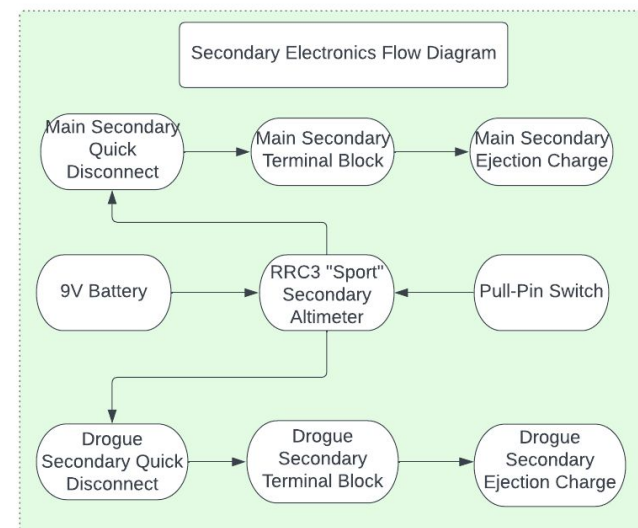 Secondary Electronics Flow Diagram
Main Secondary
Quick
Disconnect
Main Secondary
Terminal Block
Main Secondary
Ejection Charge
9V Battery
RRC3 "Sport"
Secondary
Altimeter
Pull-Pin Switch
Drogue
Secondary Quick
Disconnect
Drogue
Secondary
Terminal Block
Drogue
Secondary
Ejection Charge